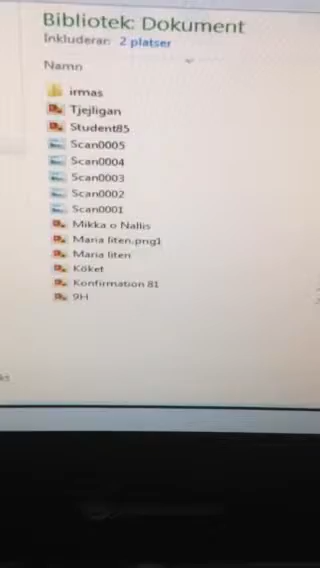 Bibliotek: Dokument
Inkluderar: 2 platser
Namn
irmas
Tjejligan
Student85
Scan0005
Scan0004
Scan0003
Scan0002
Scan0001
Mikka o Nallis
Maria liten.png1
Maria liten
Köket
Konfirmation 81
9H